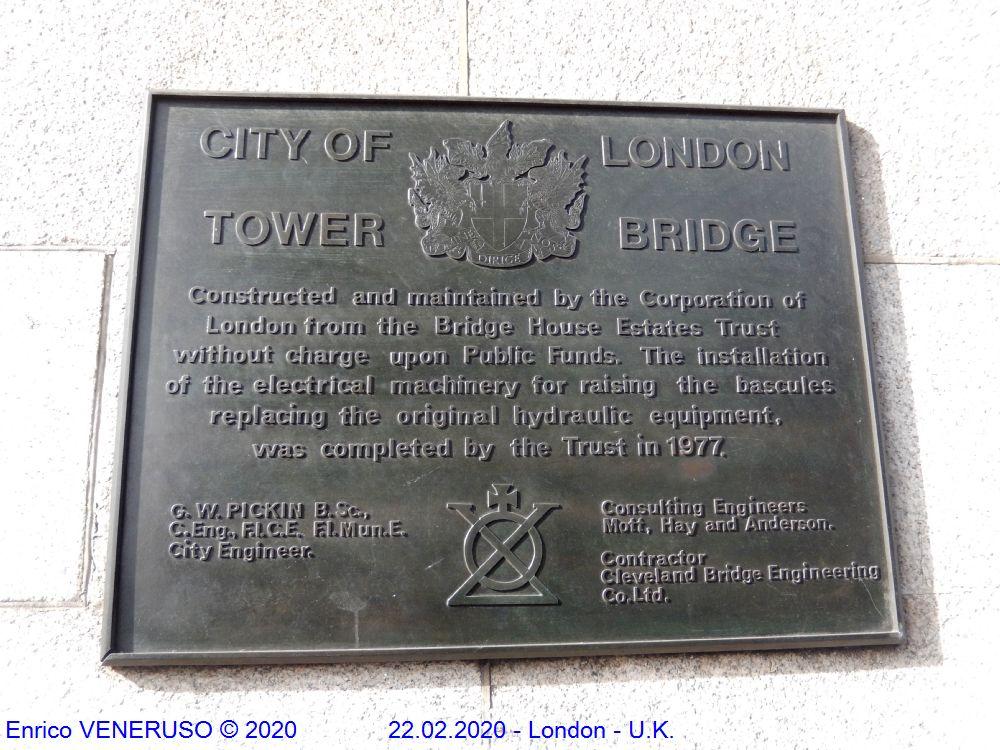 CITY OF LONDON
TOWER BRIDGE
DIRIGE
Constructed and maintained by the Corporation of
London from the Bridge House Estates Trust
without charge upon Public Funds. The installation
of the electrical machinery for raising the bascules
replacing the original hydraulic equipment,
was completed by the Trust in 1977.
G. W. PICKIN B.Sc.,
C.Eng., F.I.C.E. F.I.Mun.E.
City Engineer.
Consulting Engineers
Mott, Hay and Anderson.
Contractor
Cleveland Bridge Engineering
Co. Ltd.
Enrico VENERUSO © 2020
22.02.2020 - London - U.K.